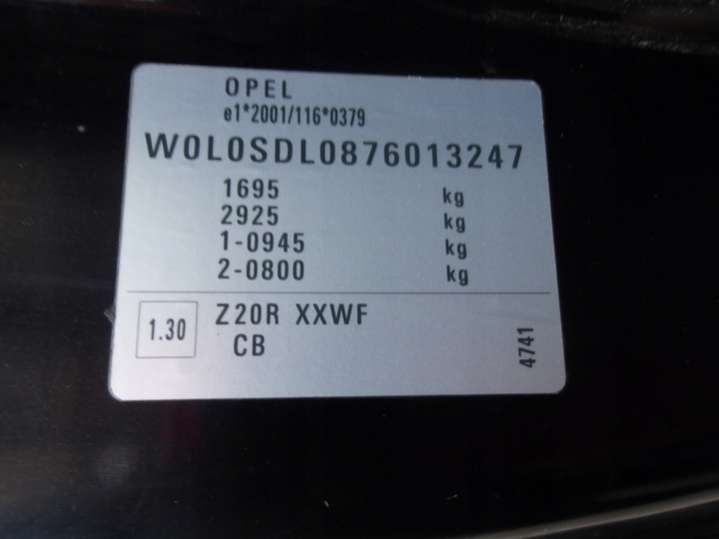 OPEL
e1*2001/116*0379
W0L0SDL0876013247
1695 kg
2925 kg
1-0945 kg
2-0800 kg
1.30 Z20R XXWF
CB
4741